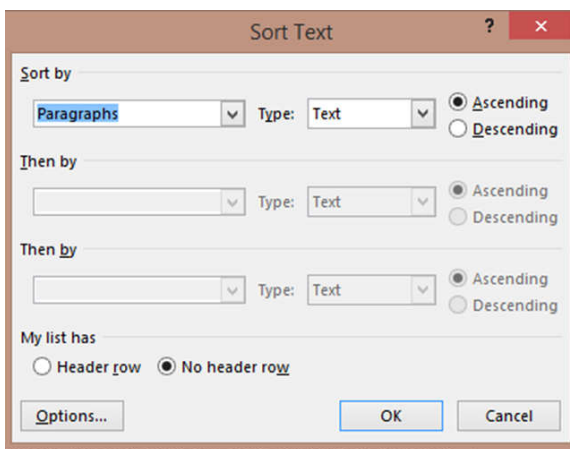 Sort Text ?
Sort by
Paragraphs Type: Text Ascending
Descending
Then by
Type: Text Ascending
Descending
Then by
Type: Text Ascending
Descending
My list has
Header row No header row
Options... OK Cancel